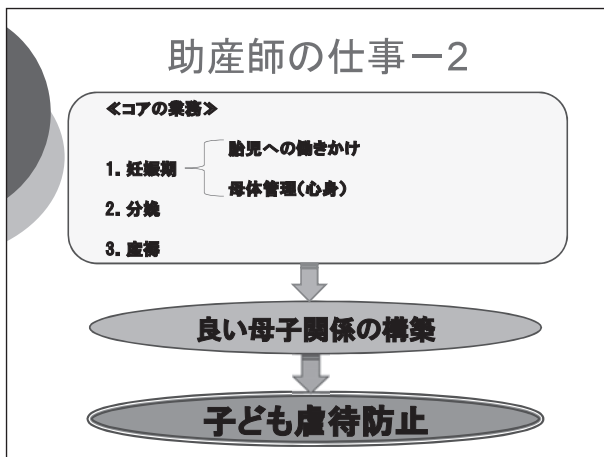 助産師の仕事ー2
≪コアの業務≫
胎児への働きかけ
1. 妊娠期
母体管理(心身)
2. 分娩
3. 産褥
良い母子関係の構築
子ども虐待防止